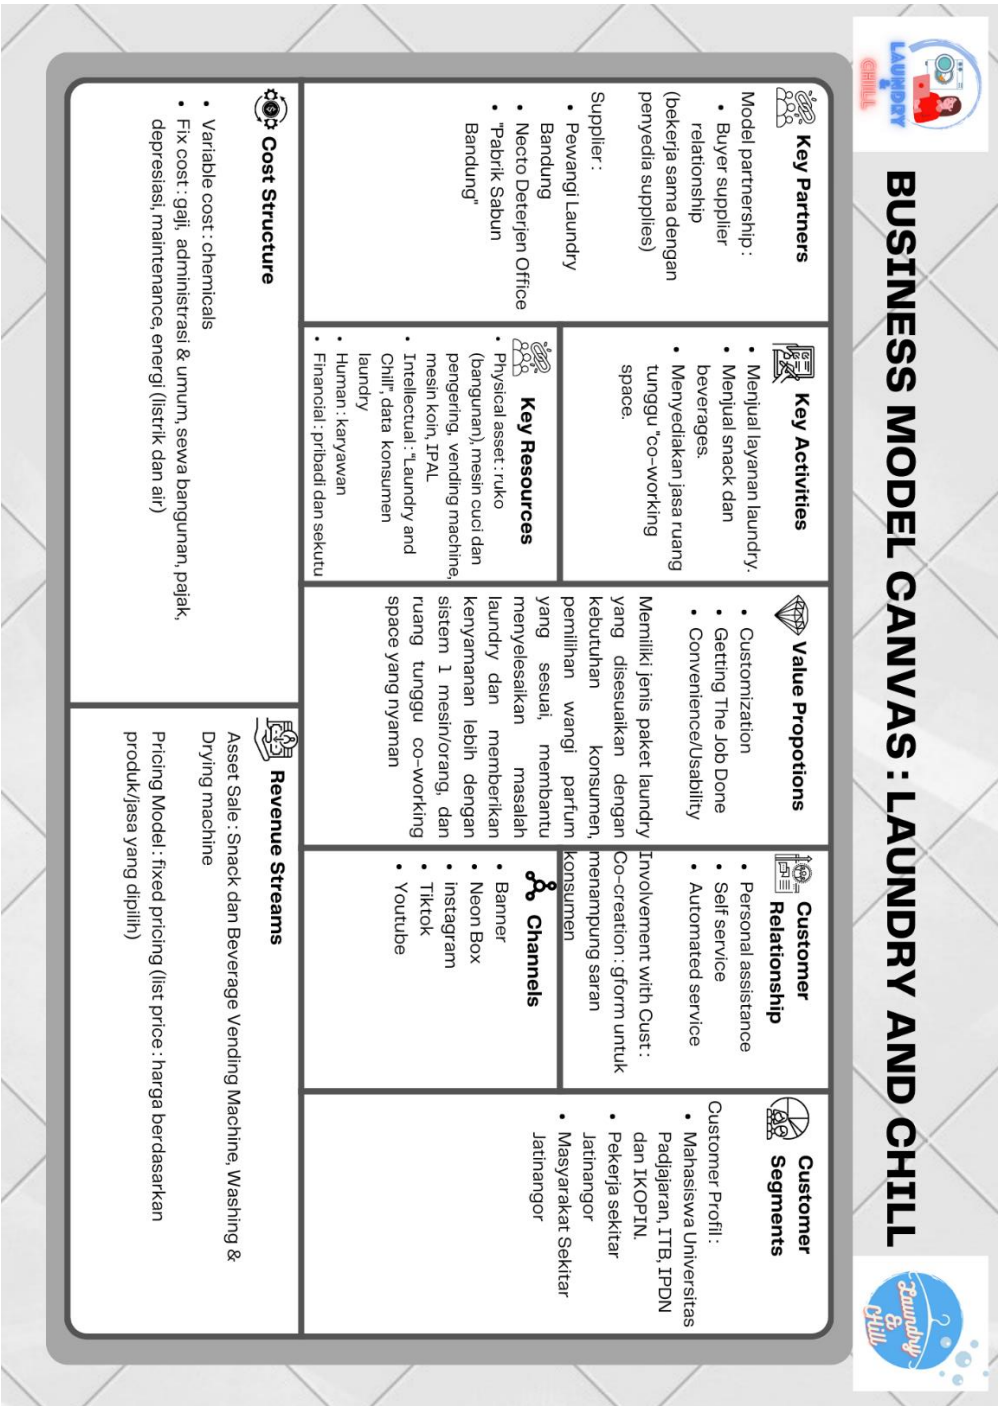 LAUNDRY
&
CHILL
BUSINESS MODEL CANVAS : LAUNDRY AND CHILL
Laundry
&
CHill
Key Partners
Model partnership :
• Buyer supplier
relationship
(bekerja sama dengan
penyedia supplies)
Supplier :
• Pewangi Laundry
Bandung
• Necto Deterjen Office
• "Pabrik Sabun
Bandung"
Key Activities
• Menjual layanan laundry.
• Menjual snack dan
beverages.
• Menyediakan jasa ruang
tunggu "co-working
space.
Key Resources
• Physical asset : ruko
(bangunan), mesin cuci dan
pengering, vending machine,
mesin koin, IPAL
• Intellectual : "Laundry and
Chill", data konsumen
laundry
• Human : karyawan
• Financial : pribadi dan sekutu
Value Propotions
• Customization
• Getting The Job Done
• Convenience/Usability
Memiliki jenis paket laundry
yang disesuaikan dengan
kebutuhan konsumen,
pemilihan wangi parfum
yang sesuai, membantu
menyelesaikan masalah
laundry dan memberikan
kenyamanan lebih dengan
sistem 1 mesin/orang, dan
ruang tunggu co-working
space yang nyaman
Customer
Relationship
• Personal assistance
• Self service
• Automated service
Involvement with Cust :
Co-creation : gform untuk
menampung saran
konsumen
Channels
• Banner
• Neon Box
• instagram
• Tiktok
• Youtube
Customer
Segments
Customer Profil :
• Mahasiswa Universitas
Padjajaran, ITB, IPDN
dan IKOPIN.
• Pekerja sekitar
Jatinangor
• Masyarakat Sekitar
Jatinangor
Cost Structure
• Variable cost : chemicals
• Fix cost : gaji, administrasi & umum, sewa bangunan, pajak,
depresiasi, maintenance, energi (listrik dan air)
Revenue Streams
Asset Sale : Snack dan Beverage Vending Machine, Washing &
Drying machine
Pricing Model : fixed pricing (list price : harga berdasarkan
produk/jasa yang dipilih)